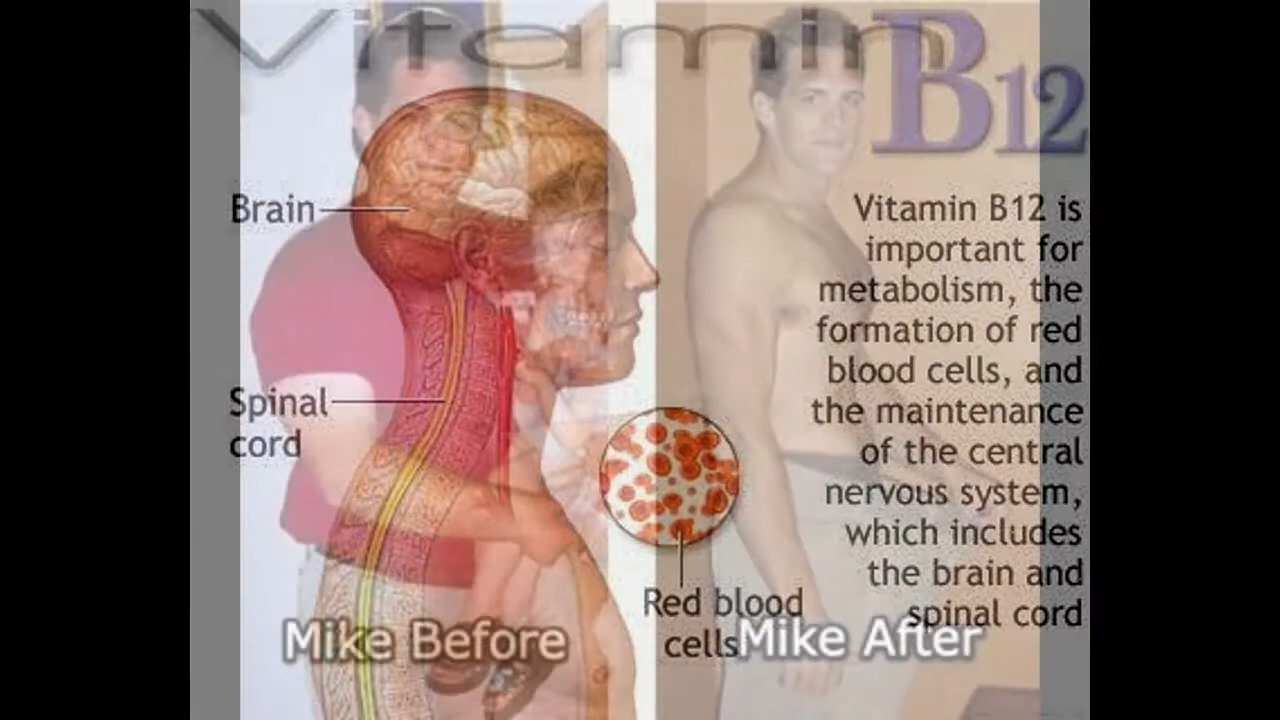 Vitamin
B12
Brain
Spinal
cord
Vitamin B12 is
important for
metabolism, the
formation of red
blood cells, and
the maintenance
of the central
nervous system,
which includes
the brain and
spinal cord
Red blood
cells
Mike Before
Mike After